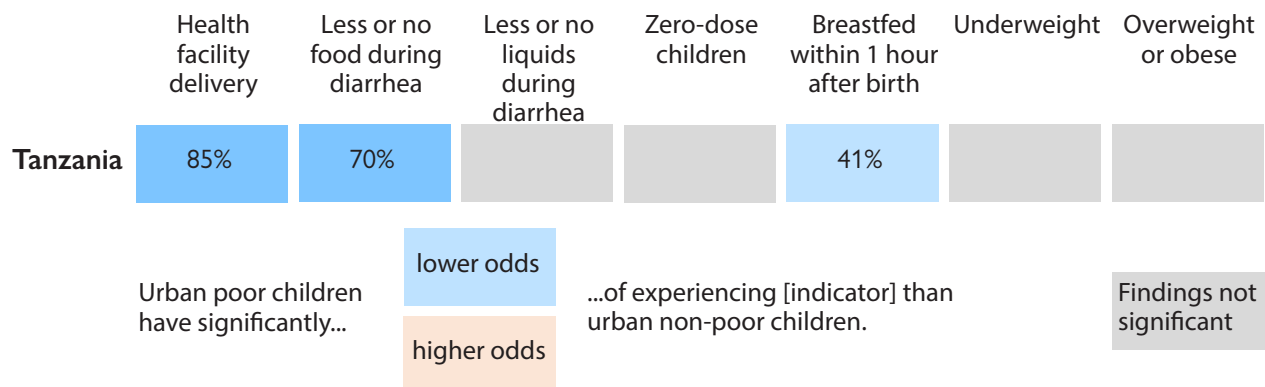 Health
facility
delivery
Less or no
food during
diarrhea
Less or no
liquids
during
diarrhea
Zero-dose
children
Breastfed
within 1 hour
after birth
Underweight
Overweight
or obese
Tanzania
85%
70%
41%
Urban poor children
have significantly...
lower odds
higher odds
...of experiencing [indicator] than
urban non-poor children.
Findings not
significant